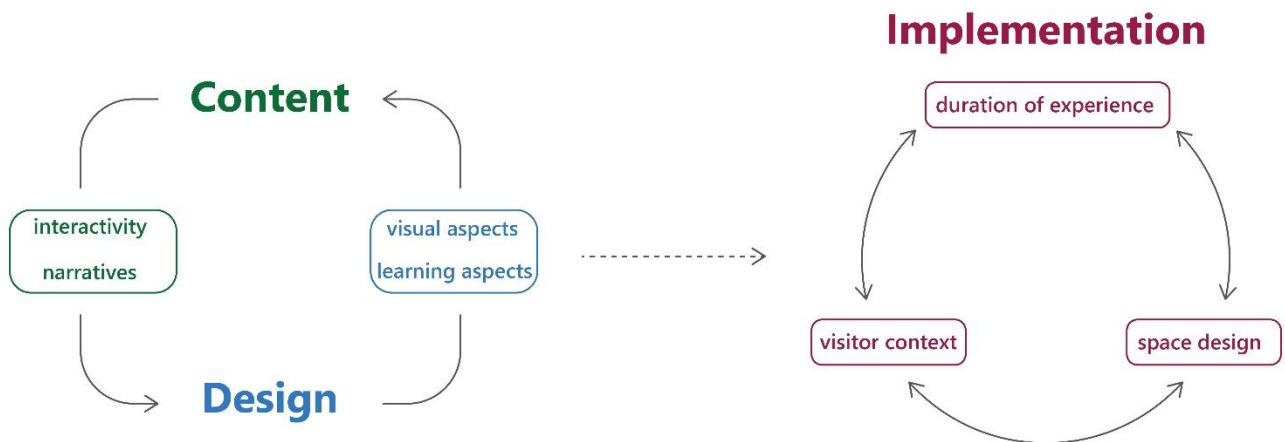 Content
interactivity
narratives
visual aspects
learning aspects
Design
Implementation
duration of experience
visitor context
space design